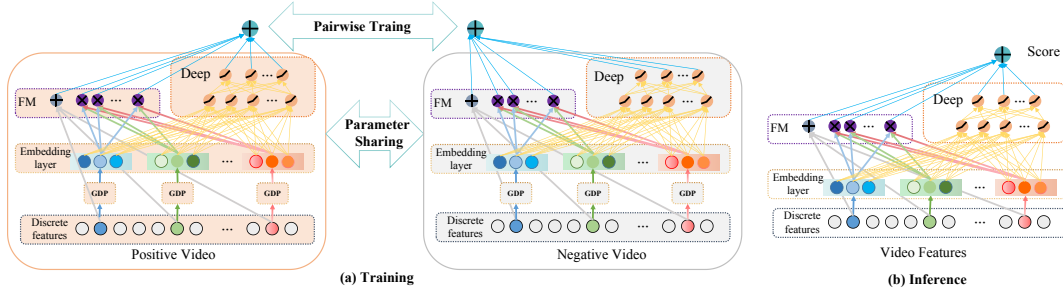 Pairwise Traing
Deep
FM
...
Parameter
Sharing
Embedding
layer
...
GDP
GDP
GDP
Discrete
features
...
Positive Video
Deep
FM
...
Embedding
layer
...
GDP
GDP
GDP
Discrete
features
...
Negative Video
(a) Training
Score
Deep
FM
...
Embedding
layer
...
Discrete
features
...
Video Features
(b) Inference